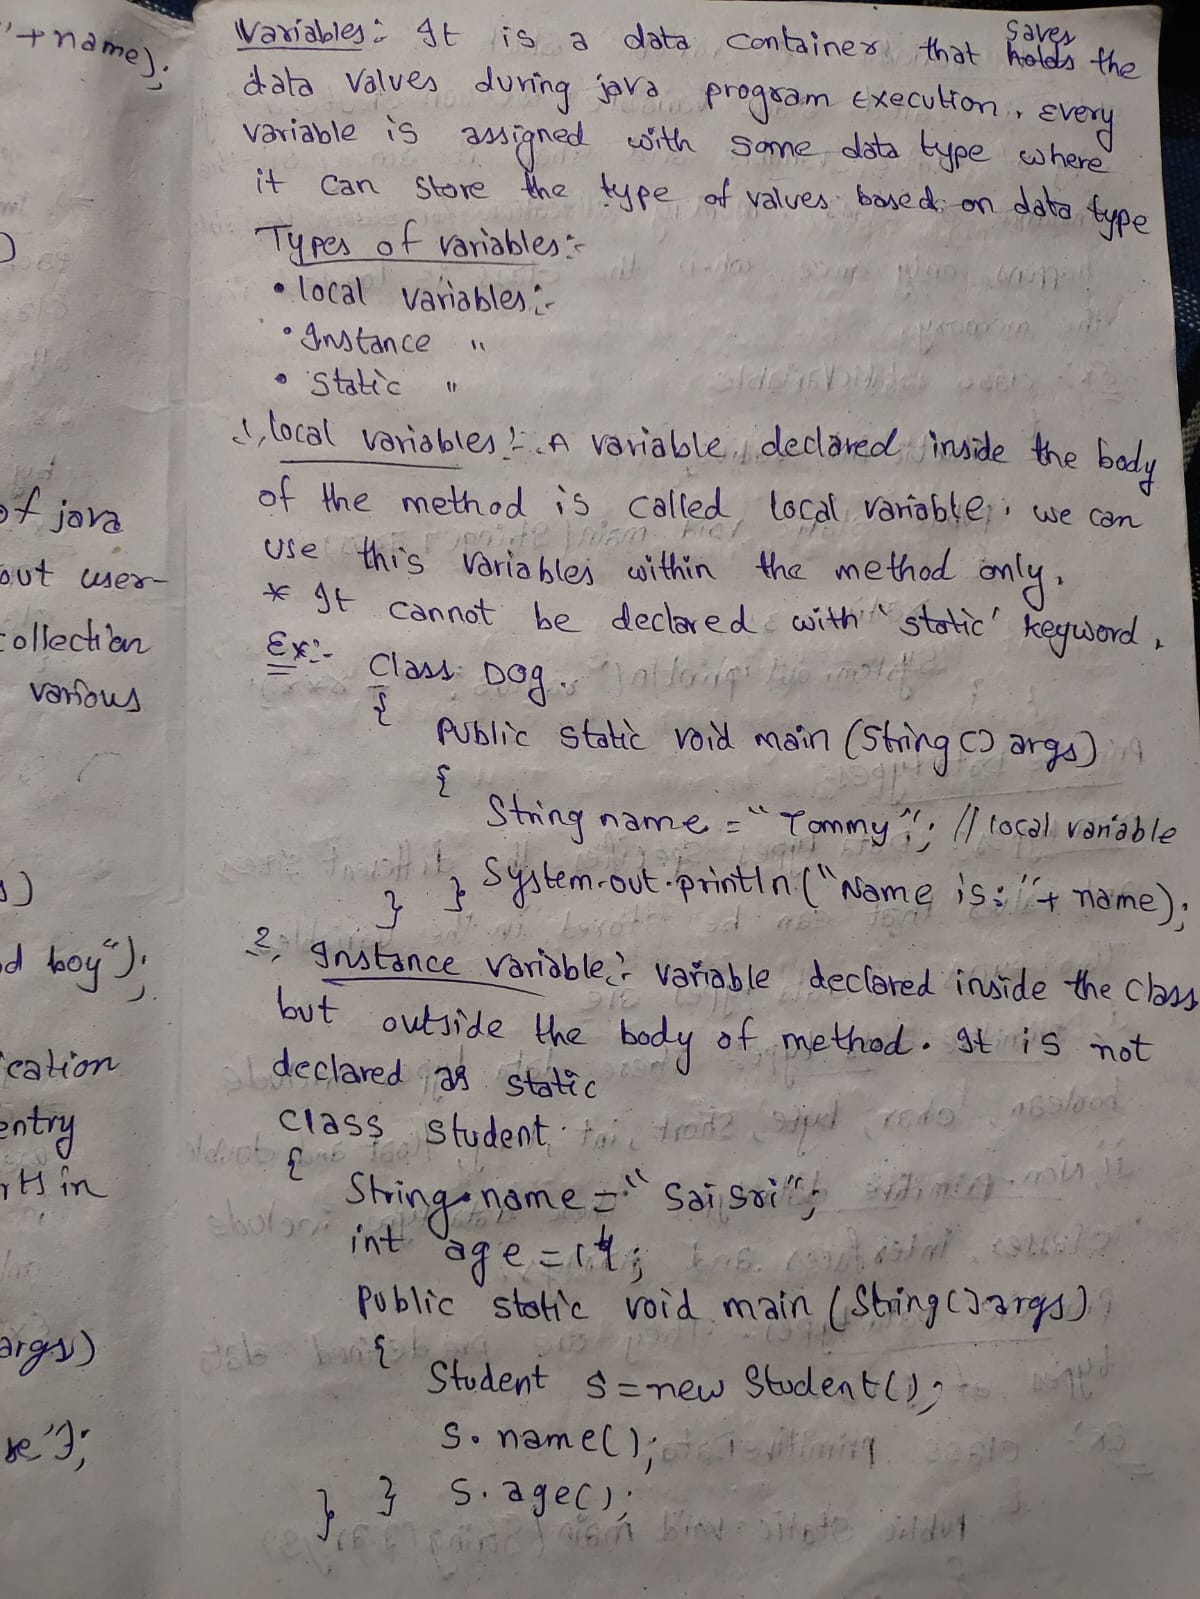 "+name);
)
of java
out user-
collection
various
s)
d boy");
cation
entry
rts in
args)
Variables:- It is a data container that saves holds the
data values during java program Execution. Every
variable is assigned with some data type where
it can store the type of values based on data type
Types of variables:-
• local variables:-
• Instance "
• Static "
1, local variables:- A variable declared inside the body
of the method is called local variable. we can
use this variables within the method only.
* It cannot be declared with 'static' keyword.
Ex:- Class Dog
{
Public static void main (String() args)
{
String name = "Tommy"; // local variable
System.out.println("Name is:"+ name);
} }
2, Instance variable:- variable declared inside the class
but outside the body of method. It is not
declared as static
Class Student
{
String name = "Sai Sri";
int age = 14;
Public static void main (String() args)
{
Student s=new Student();
s.name();
s.age();
} }